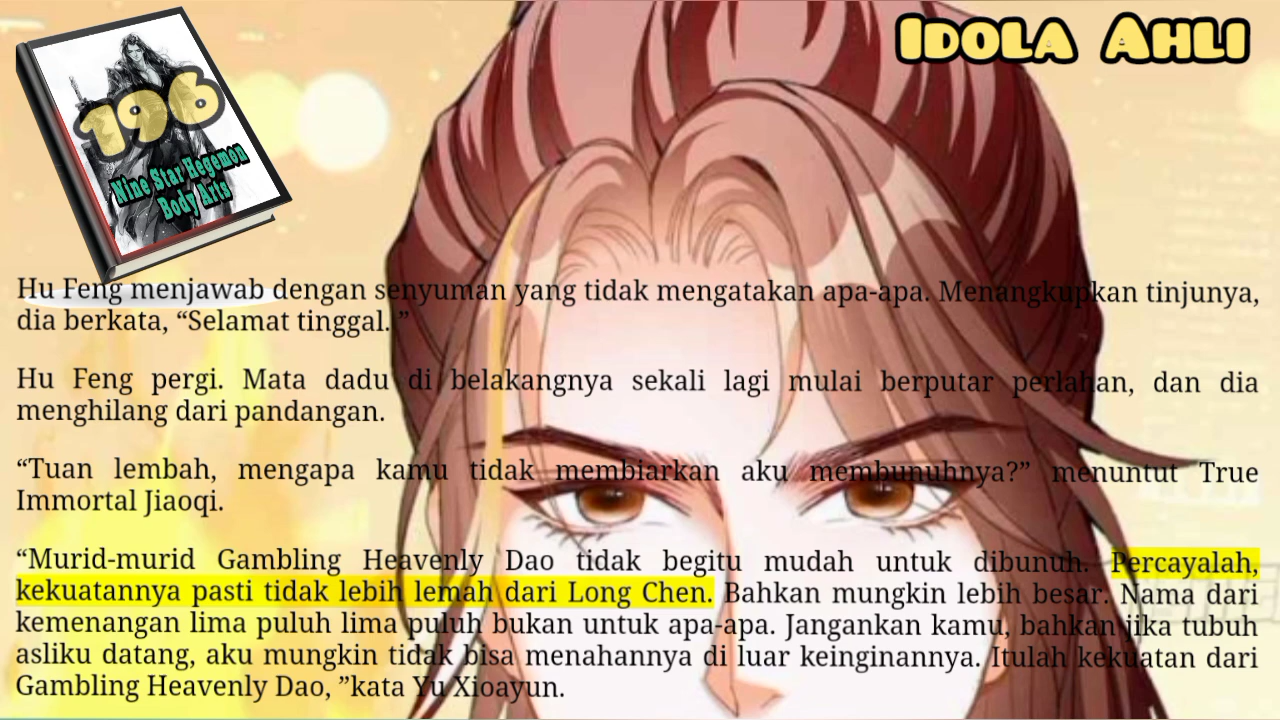 Idola Ahli
196
Nine Star Hegemon
Body Arts
Hu Feng menjawab dengan senyuman yang tidak mengatakan apa-apa. Menangkupkan tinjunya,
dia berkata, “Selamat tinggal. ”
Hu Feng pergi. Mata dadu di belakangnya sekali lagi mulai berputar perlahan, dan dia
menghilang dari pandangan.
“Tuan lembah, mengapa kamu tidak membiarkan aku membunuhnya?” menuntut True
Immortal Jiaoqi.
“Murid-murid Gambling Heavenly Dao tidak begitu mudah untuk dibunuh. Percayalah,
kekuatannya pasti tidak lebih lemah dari Long Chen. Bahkan mungkin lebih besar. Nama dari
kemenangan lima puluh lima puluh bukan untuk apa-apa. Jangankan kamu, bahkan jika tubuh
asliku datang, aku mungkin tidak bisa menahannya di luar keinginannya. Itulah kekuatan dari
Gambling Heavenly Dao, ”kata Yu Xioayun.